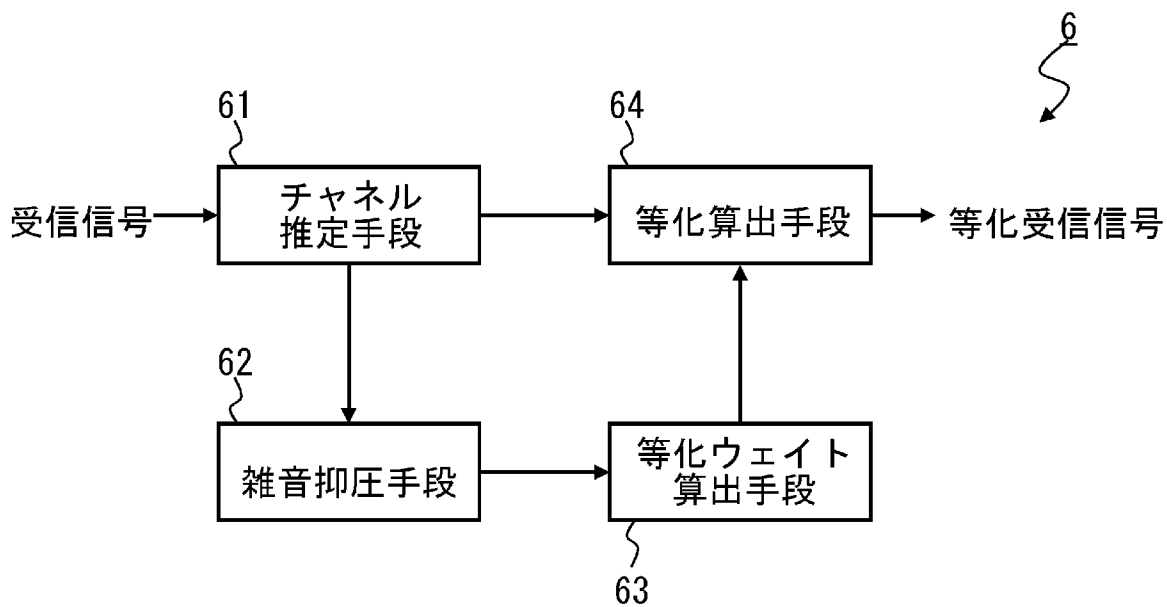 6
61
64
受信信号
チャネル
推定手段
等化算出手段
等化受信信号
62
雑音抑圧手段
等化ウェイト
算出手段
63